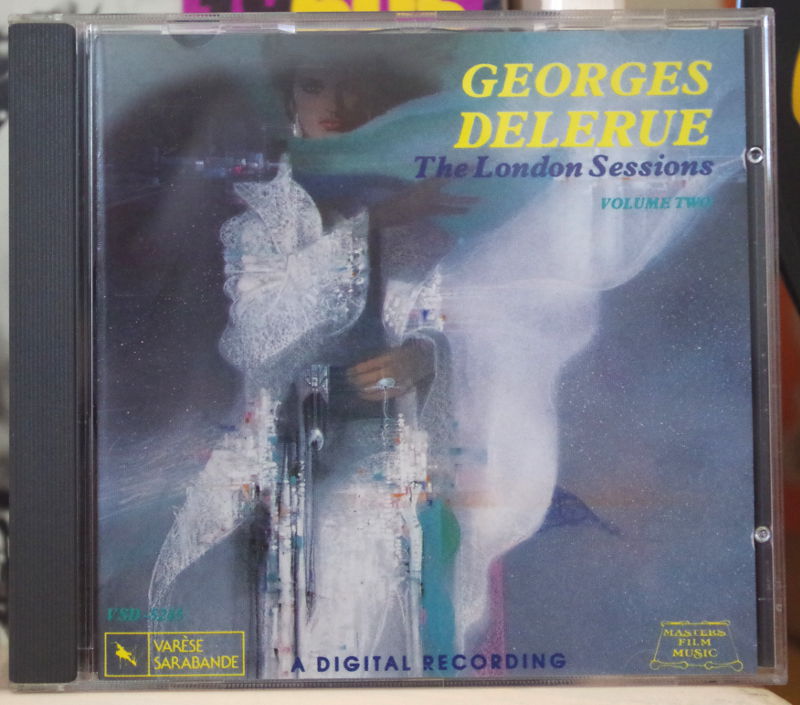 GEORGES
DELERUE
The London Sessions
VOLUME TWO
VARÈSE
SARABANDE
A DIGITAL RECORDING
MASTERS
FILM
MUSIC